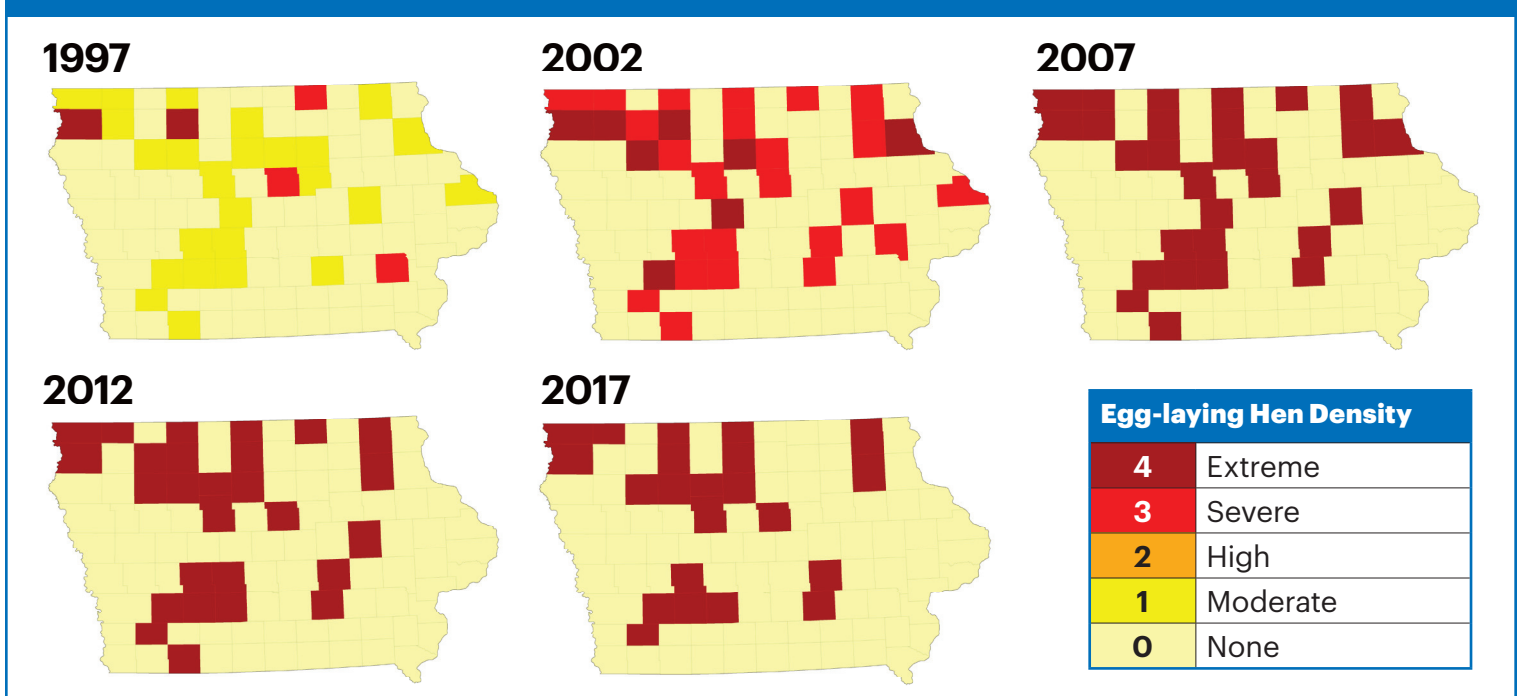 1997
2002
2007
2012
2017
Egg-laying Hen Density
4 Extreme
3 Severe
2 High
1 Moderate
0 None